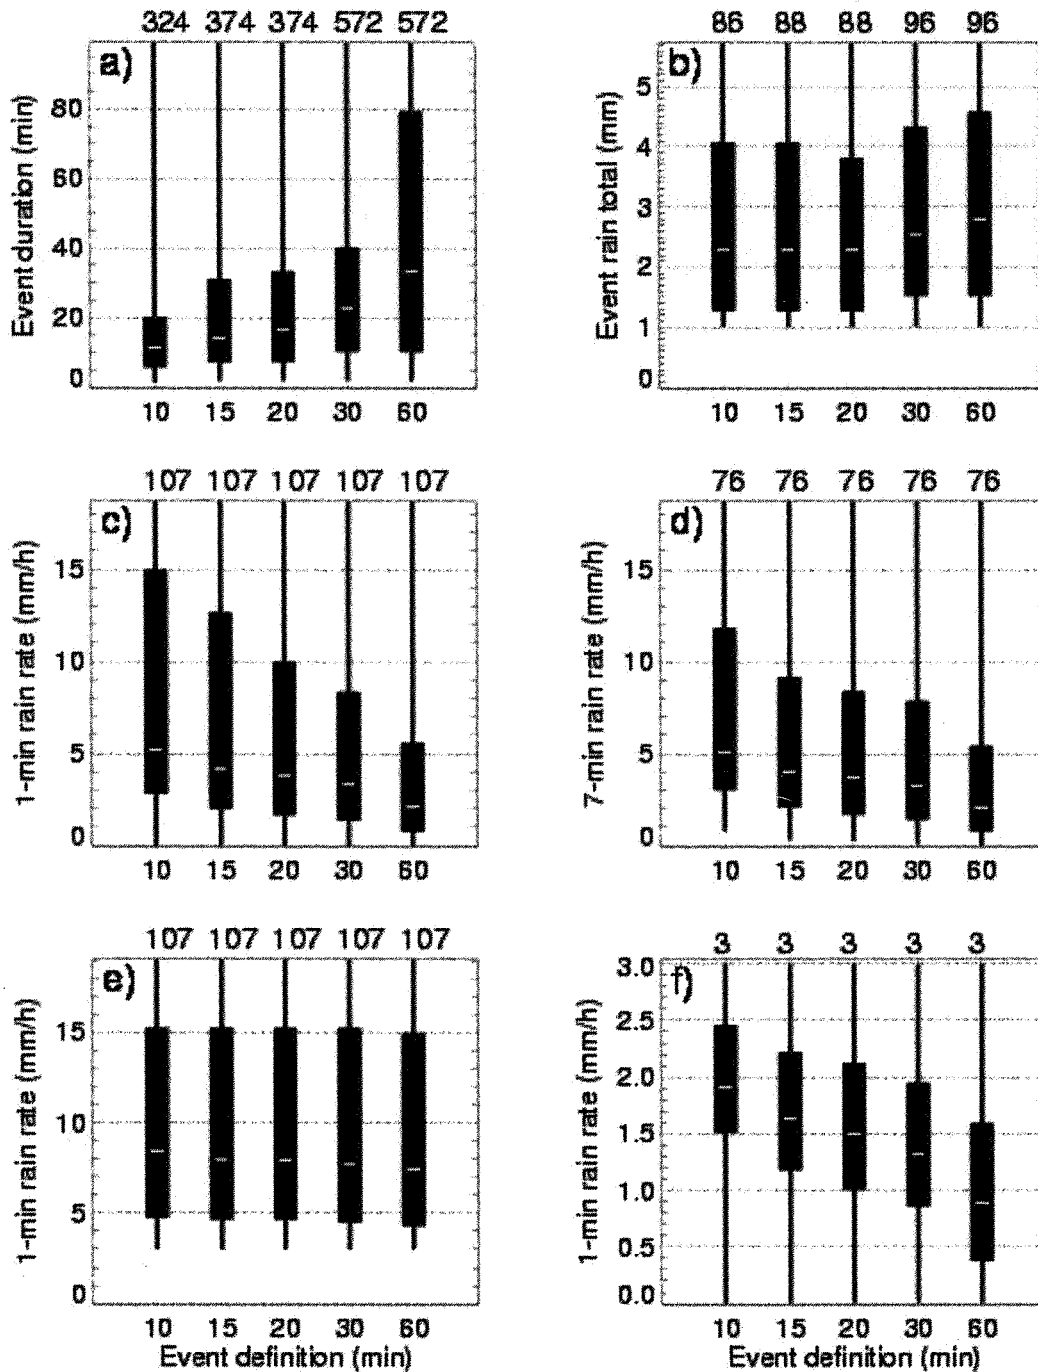 324 374 374 572 572
a)
Event duration (min)
80
60
40
20
0
10 15 20 30 60
86 88 88 96 96
b)
Event rain total (mm)
5
4
3
2
1
0
10 15 20 30 60
107 107 107 107 107
c)
1-min rain rate (mm/h)
15
10
5
0
10 15 20 30 60
76 76 76 76 76
d)
7-min rain rate (mm/h)
15
10
5
0
10 15 20 30 60
107 107 107 107 107
e)
1-min rain rate (mm/h)
15
10
5
0
10 15 20 30 60
Event definition (min)
3 3 3 3 3
f)
1-min rain rate (mm/h)
3.0
2.5
2.0
1.5
1.0
0.5
0.0
10 15 20 30 60
Event definition (min)